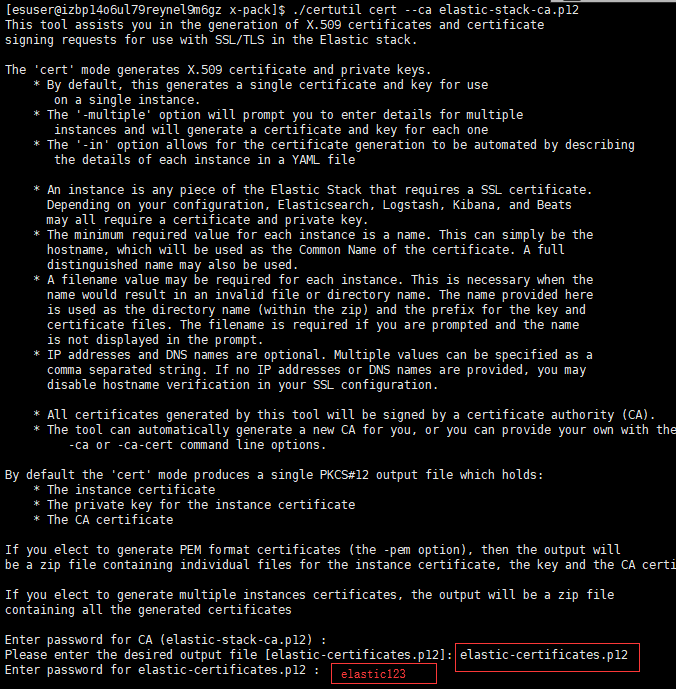 [esuser@izbp14o6ul79reynel9m6gz x-pack]$ ./certutil cert --ca elastic-stack-ca.p12
This tool assists you in the generation of X.509 certificates and certificate
signing requests for use with SSL/TLS in the Elastic stack.
The 'cert' mode generates X.509 certificate and private keys.
* By default, this generates a single certificate and key for use
on a single instance.
* The '-multiple' option will prompt you to enter details for multiple
instances and will generate a certificate and key for each one
* The '-in' option allows for the certificate generation to be automated by describing
the details of each instance in a YAML file
* An instance is any piece of the Elastic Stack that requires a SSL certificate.
Depending on your configuration, Elasticsearch, Logstash, Kibana, and Beats
may all require a certificate and private key.
* The minimum required value for each instance is a name. This can simply be the
hostname, which will be used as the Common Name of the certificate. A full
distinguished name may also be used.
* A filename value may be required for each instance. This is necessary when the
name would result in an invalid file or directory name. The name provided here
is used as the directory name (within the zip) and the prefix for the key and
certificate files. The filename is required if you are prompted and the name
is not displayed in the prompt.
* IP addresses and DNS names are optional. Multiple values can be specified as a
comma separated string. If no IP addresses or DNS names are provided, you may
disable hostname verification in your SSL configuration.
* All certificates generated by this tool will be signed by a certificate authority (CA).
* The tool can automatically generate a new CA for you, or you can provide your own with the
-ca or -ca-cert command line options.
By default the 'cert' mode produces a single PKCS#12 output file which holds:
* The instance certificate
* The private key for the instance certificate
* The CA certificate
If you elect to generate PEM format certificates (the -pem option), then the output will
be a zip file containing individual files for the instance certificate, the key and the CA certi
If you elect to generate multiple instances certificates, the output will be a zip file
containing all the generated certificates
Enter password for CA (elastic-stack-ca.p12) :
Please enter the desired output file [elastic-certificates.p12]: elastic-certificates.p12
Enter password for elastic-certificates.p12 : elastic123